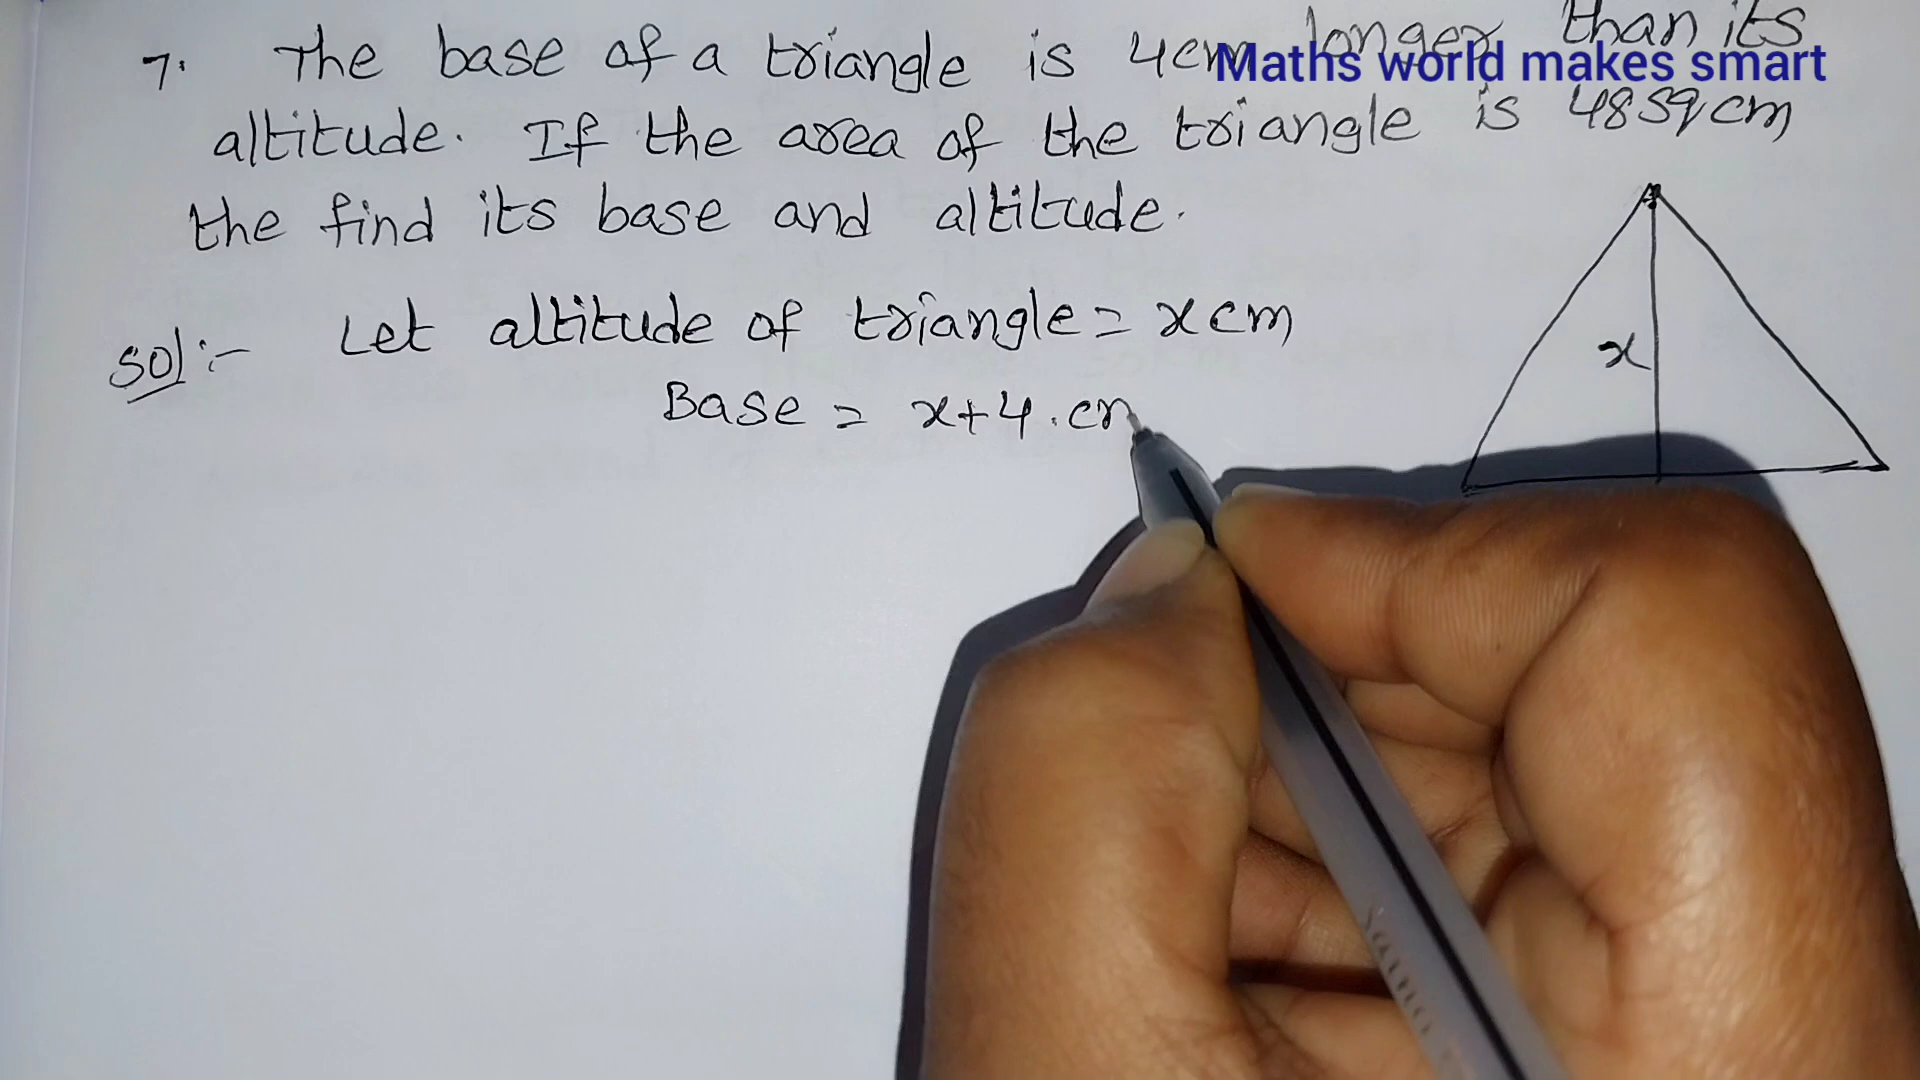 7. The base of a triangle is 4cm longer than its
Maths world makes smart
altitude. If the area of the triangle is 48 sq cm
the find its base and altitude.
Sol:- Let altitude of triangle = x cm
x
Base = x+4.cm